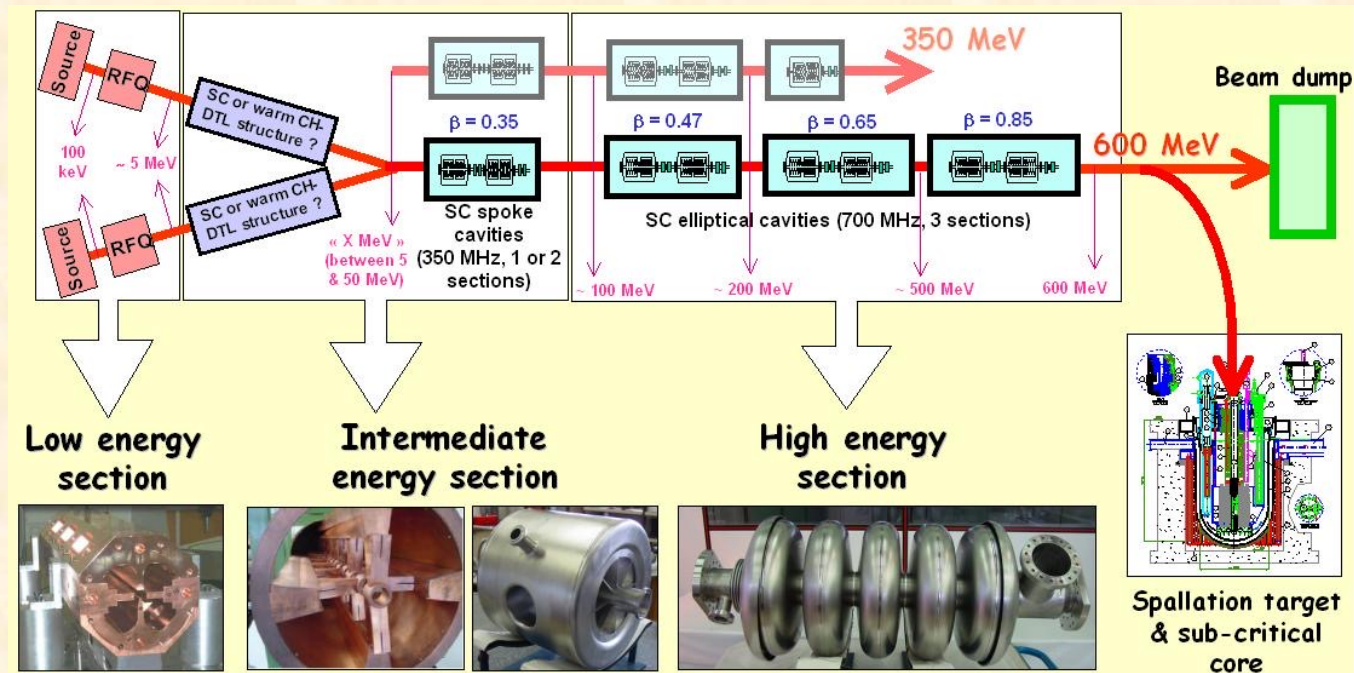 Source
RFQ
SC or warm CH-
DTL structure ?
100
keV
~ 5 MeV
Source
RFQ
SC or warm CH-
DTL structure ?
350 MeV
β = 0.35
β = 0.47
β = 0.65
β = 0.85
600 MeV
Beam dump
« X MeV »
(between 5
& 50 MeV)
SC spoke
cavities
(350 MHz, 1 or 2
sections)
SC elliptical cavities (700 MHz, 3 sections)
~ 100 MeV
~ 200 MeV
~ 500 MeV
600 MeV
Low energy
section
Intermediate
energy section
High energy
section
Spallation target
& sub-critical
core